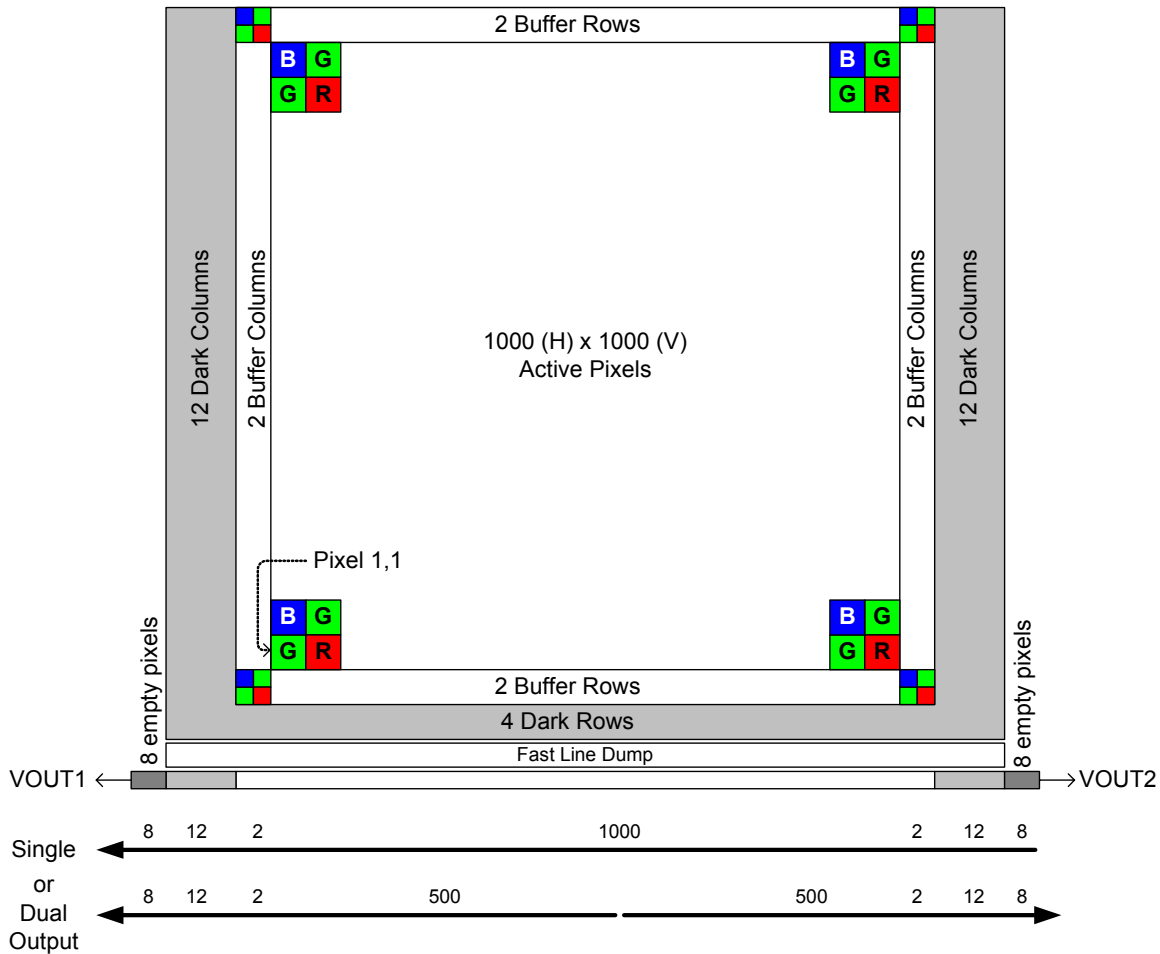 2 Buffer Rows
B G
G R
B G
G R
12 Dark Columns
2 Buffer Columns
1000 (H) x 1000 (V)
Active Pixels
2 Buffer Columns
12 Dark Columns
Pixel 1,1
B G
G R
B G
G R
8 empty pixels
2 Buffer Rows
8 empty pixels
4 Dark Rows
Fast Line Dump
VOUT1
VOUT2
8 12 2 1000 2 12 8
Single
or
Dual
Output
8 12 2 500 500 2 12 8